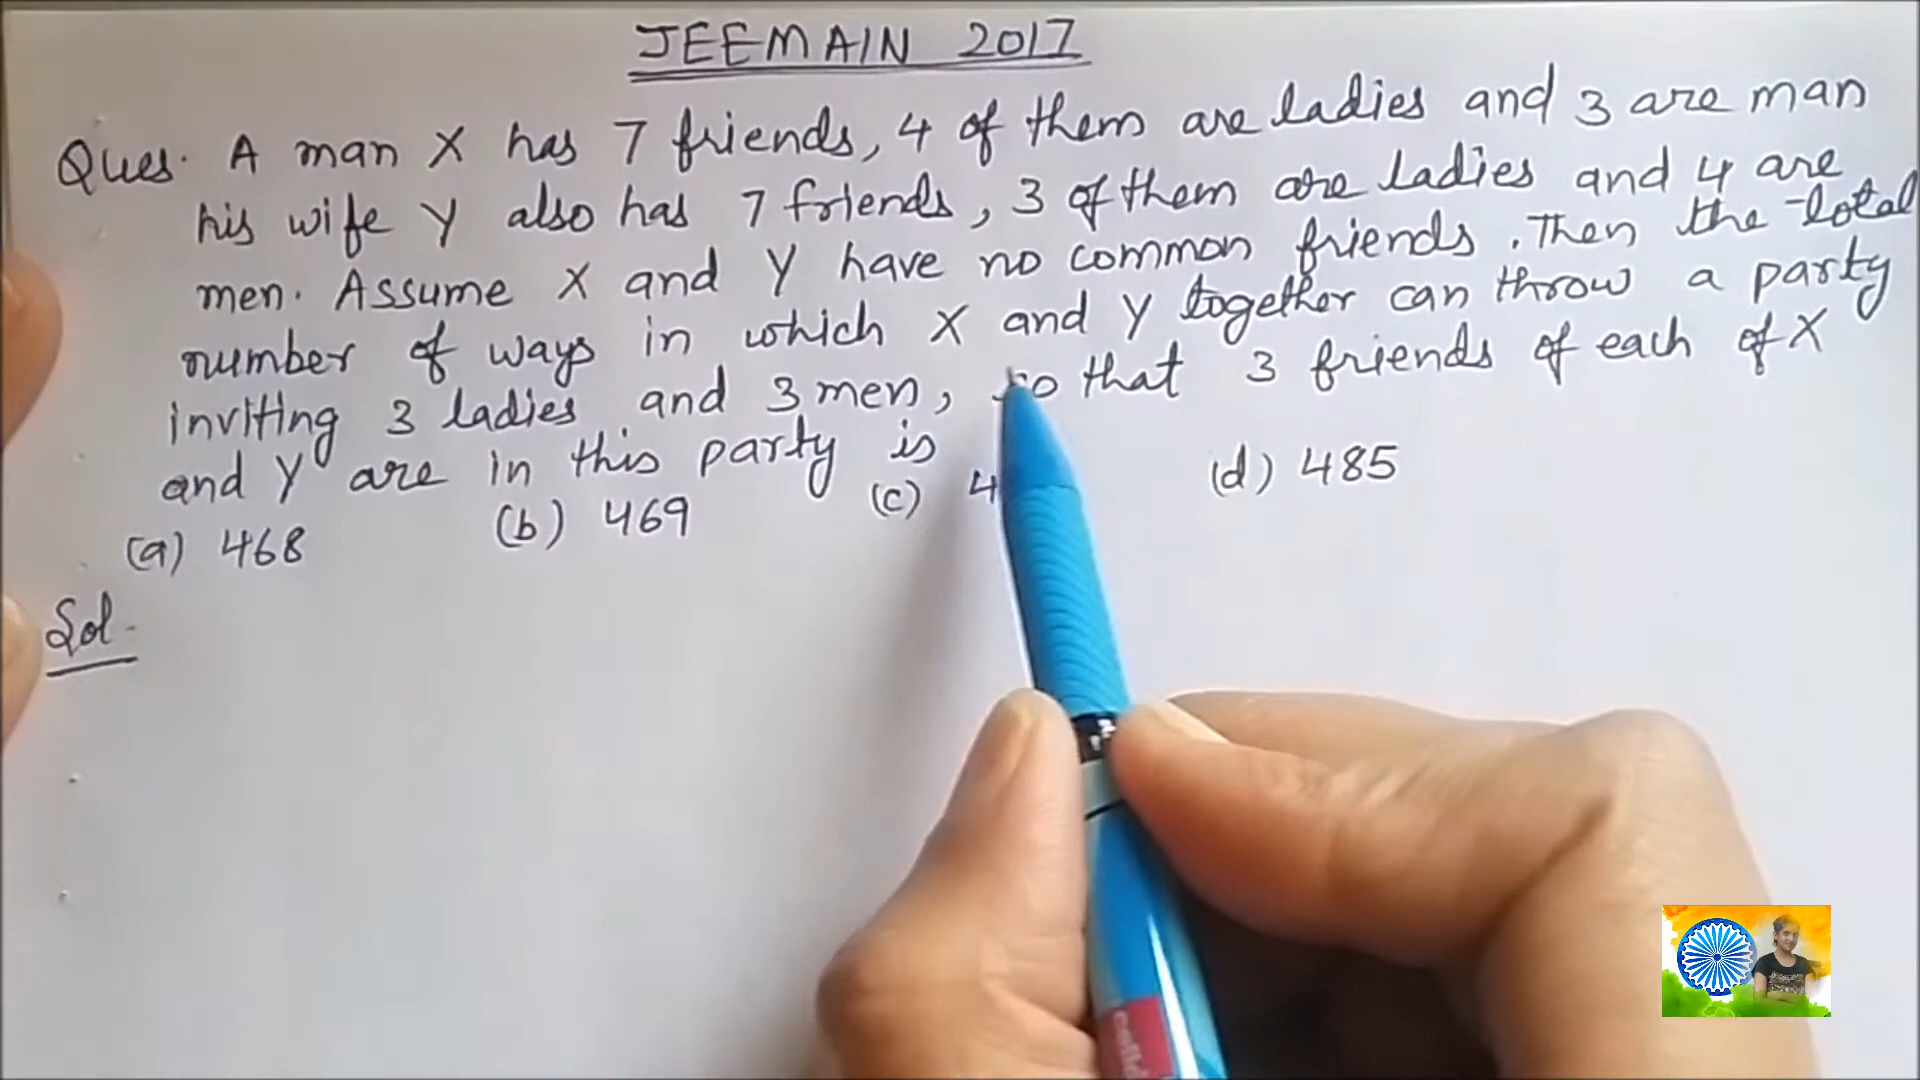 JEEMAIN 2017
Ques. A man X has 7 friends, 4 of them are ladies and 3 are man
his wife Y also has 7 friends, 3 of them are ladies and 4 are
men. Assume X and Y have no common friends. Then the total
number of ways in which X and Y together can throw a party
inviting 3 ladies and 3 men, so that 3 friends of each of X
and Y are in this party is
(a) 468 (b) 469 (c) 4 (d) 485
Sol.